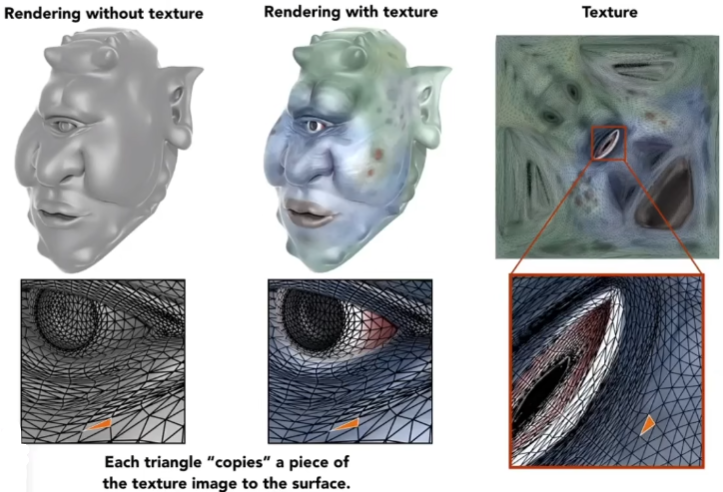 Rendering without texture
Rendering with texture
Texture
Each triangle “copies” a piece of
the texture image to the surface.